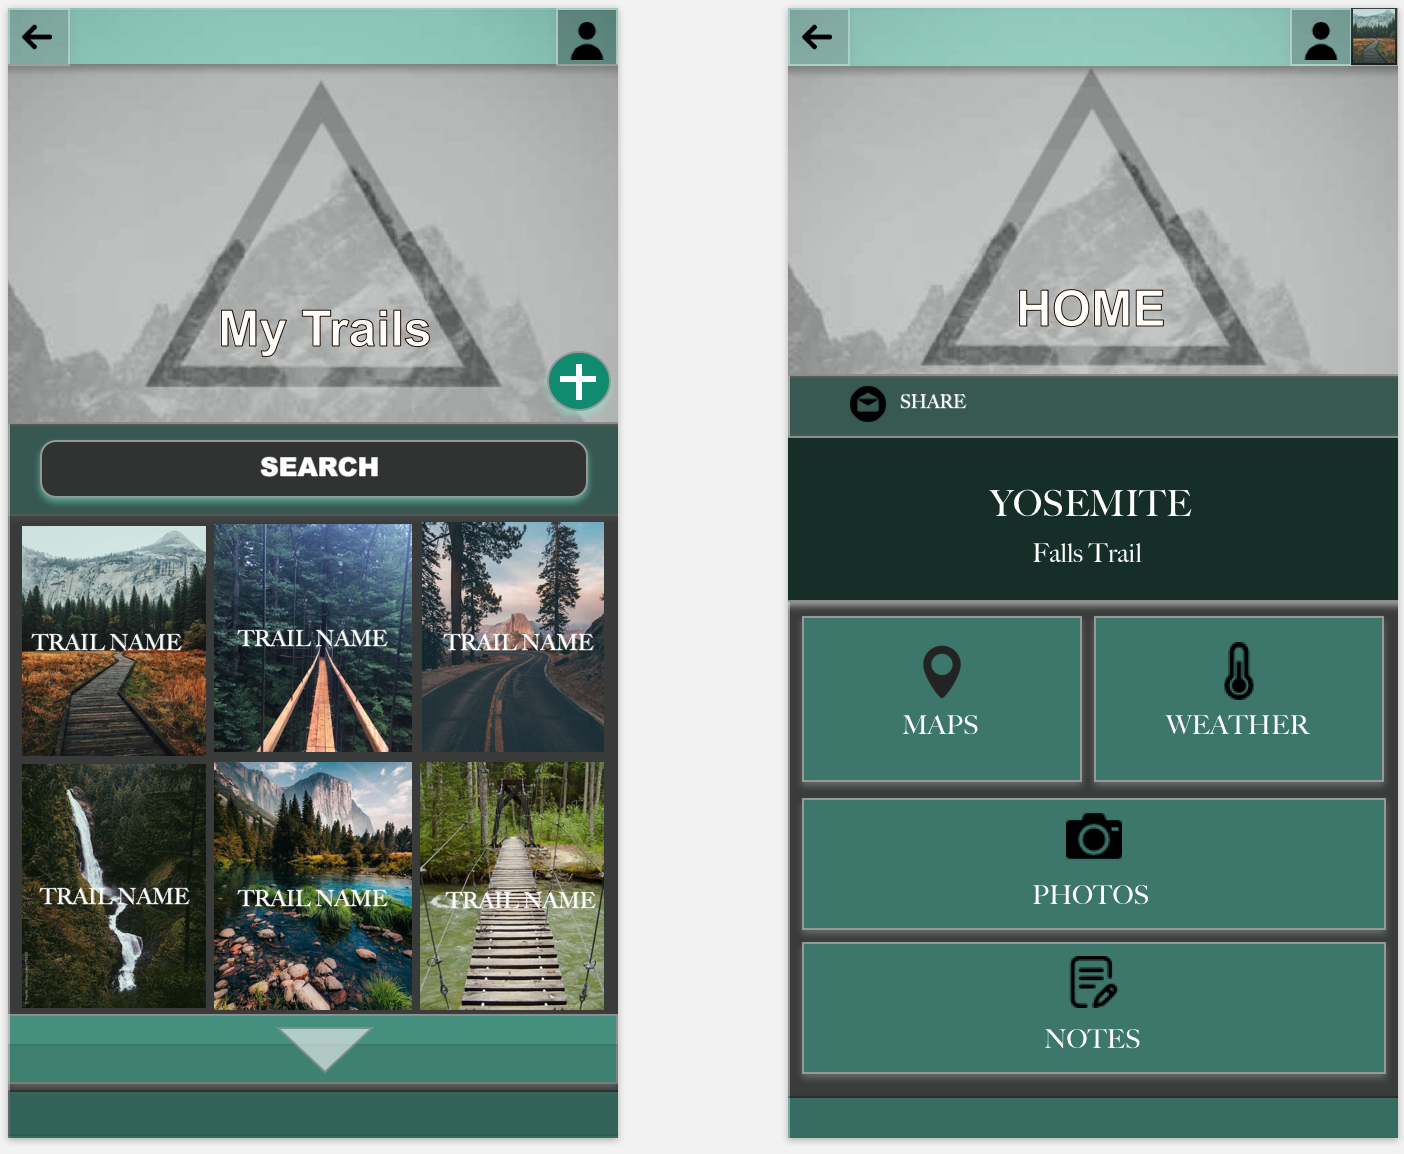 My Trails
SEARCH
TRAIL NAME
TRAIL NAME
TRAIL NAME
TRAIL NAME
TRAIL NAME
TRAIL NAME
HOME
SHARE
YOSEMITE
Falls Trail
MAPS
WEATHER
PHOTOS
NOTES